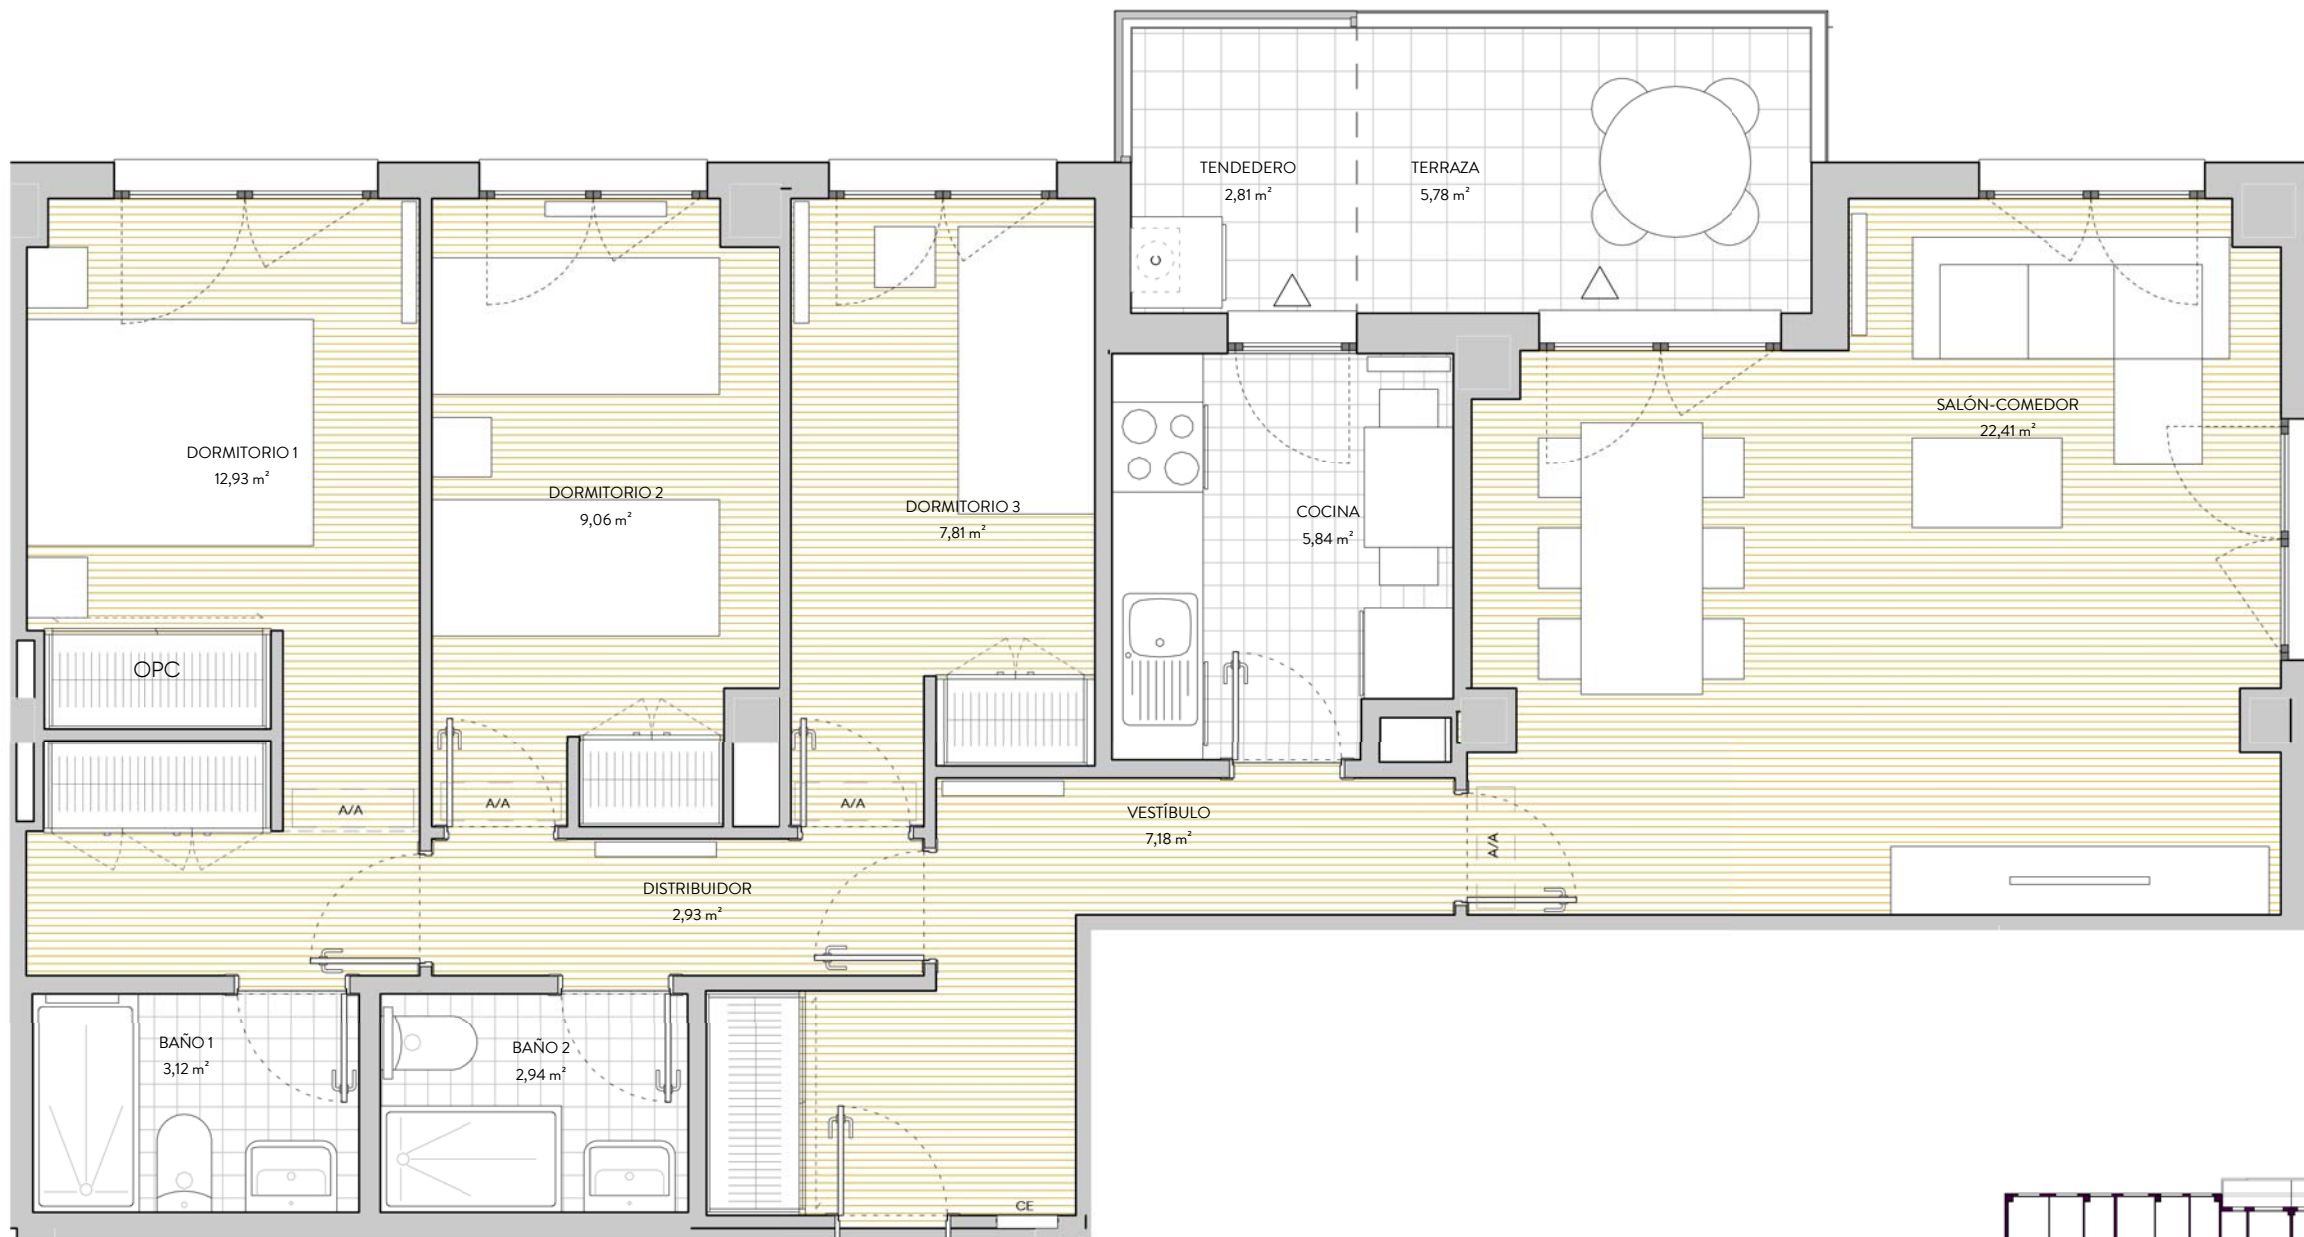 TENDEDERO
2,81 m²
TERRAZA
5,78 m²
C
SALÓN-COMEDOR
22,41 m²
DORMITORIO 1
12,93 m²
DORMITORIO 2
9,06 m²
DORMITORIO 3
7,81 m²
COCINA
5,84 m²
OPC
A/A
A/A
A/A
VESTÍBULO
7,18 m²
A/A
DISTRIBUIDOR
2,93 m²
BAÑO 1
3,12 m²
BAÑO 2
2,94 m²
CE